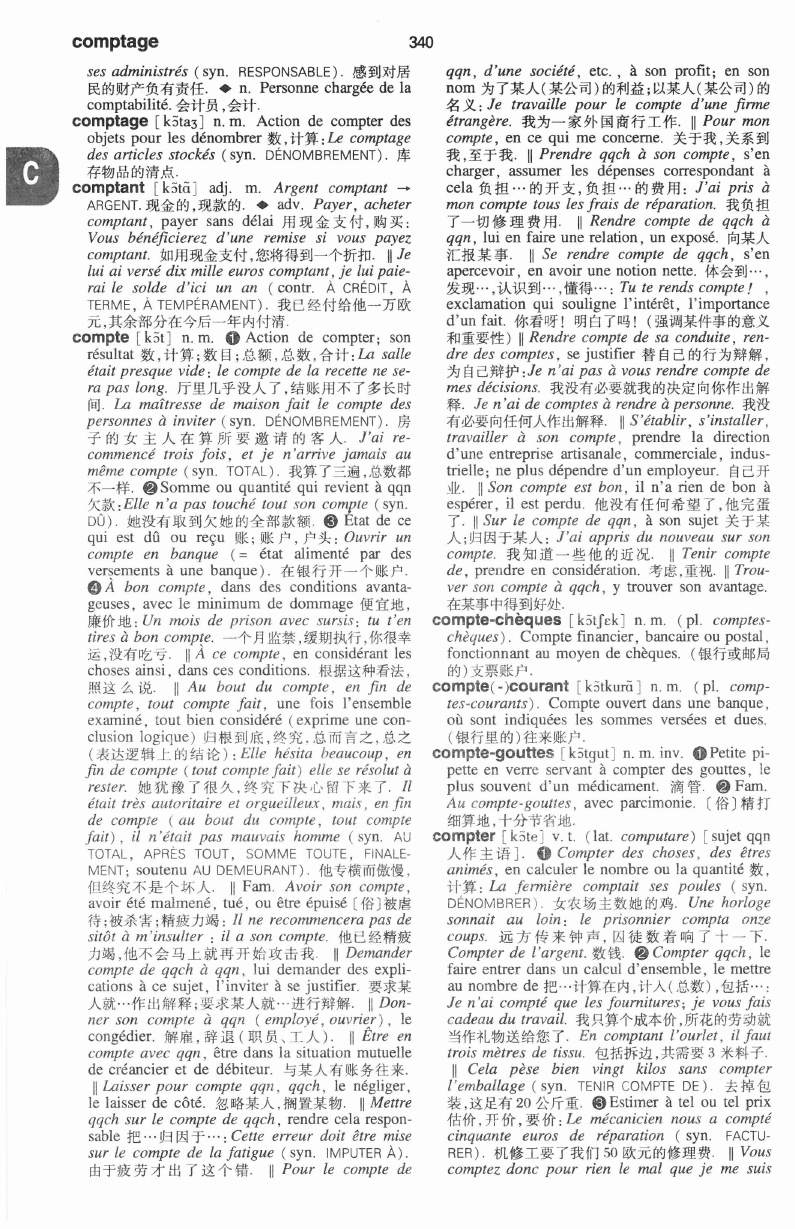 comptage
340
ses administrés ( syn. RESPONSABLE ) . 感到对居
民的财产负有责任. ◆ n. Personne chargée de la
comptabilité. 会计员,会计.
comptage [ kɔ̃taʒ] n. m. Action de compter des
objets pour les dénombrer 数,计算:Le comptage
des articles stockés ( syn. DÉNOMBREMENT ) . 库
存物品的清点.
C
comptant [ kɔ̃tɑ̃] adj. m. Argent comptant →
ARGENT. 现金的,现款的. ◆ adv. Payer, acheter
comptant, payer sans délai 用现金支付,购买:
Vous bénéficierez d'une remise si vous payez
comptant. 如用现金支付,您将得到一个折扣. ‖ Je
lui ai versé dix mille euros comptant, je lui paie-
rai le solde d'ici un an ( contr. À CRÉDIT, À
TERME, À TEMPÉRAMENT ) . 我已经付给他一万欧
元,其余部分在今后一年内付清.
compte [ kɔ̃t] n. m. ❶ Action de compter; son
résultat 数,计算;数目;总额,总数,合计:La salle
était presque vide: le compte de la recette ne se-
ra pas long. 厅里几乎没人了,结账用不了多长时
间. La maîtresse de maison fait le compte des
personnes à inviter ( syn. DÉNOMBREMENT ) . 房
子的女主人在算所要邀请的客人. J'ai re-
commencé trois fois, et je n'arrive jamais au
même compte ( syn. TOTAL ) . 我算了三遍,总数都
不一样. ❷Somme ou quantité qui revient à qqn
欠款:Elle n'a pas touché tout son compte ( syn.
DÛ ) . 她没有取到欠她的全部款额. ❸ État de ce
qui est dû ou reçu 账;账户,户头: Ouvrir un
compte en banque ( = état alimenté par des
versements à une banque ) . 在银行开一个账户.
❹À bon compte, dans des conditions avanta-
geuses, avec le minimum de dommage 便宜地,
廉价地:Un mois de prison avec sursis: tu t'en
tires à bon compte. 一个月监禁,缓期执行,你很幸
运,没有吃亏. ‖ À ce compte, en considérant les
choses ainsi, dans ces conditions. 根据这种看法,
照这么说. ‖ Au bout du compte, en fin de
compte, tout compte fait, une fois l'ensemble
examiné, tout bien considéré ( exprime une con-
clusion logique ) 归根到底,终究,总而言之,总之
(表达逻辑上的结论) :Elle hésita beaucoup, en
fin de compte ( tout compte fait) elle se résolut à
rester. 她犹豫了很久,终究下决心留下来了. Il
était très autoritaire et orgueilleux, mais, en fin
de compte ( au bout du compte, tout compte
fait) , il n'était pas mauvais homme ( syn. AU
TOTAL, APRÈS TOUT, SOMME TOUTE, FINALE-
MENT; soutenu AU DEMEURANT ) . 他专横而傲慢,
但终究不是个坏人. ‖ Fam. Avoir son compte,
avoir été malmené, tué, ou être épuisé [俗]被虐
待;被杀害;精疲力竭: Il ne recommencera pas de
sitôt à m'insulter : il a son compte. 他已经精疲
力竭,他不会马上就再开始攻击我. ‖ Demander
compte de qqch à qqn, lui demander des expli-
cations à ce sujet, l'inviter à se justifier. 要求某
人就…作出解释;要求某人就…进行辩解. ‖ Don-
ner son compte à qqn ( employé, ouvrier) , le
congédier. 解雇,辞退(职员、工人). ‖ Être en
compte avec qqn, être dans la situation mutuelle
de créancier et de débiteur. 与某人有账务往来.
‖ Laisser pour compte qqn, qqch, le négliger,
le laisser de côté. 忽略某人,搁置某物. ‖ Mettre
qqch sur le compte de qqch, rendre cela respon-
sable 把…归因于…: Cette erreur doit être mise
sur le compte de la fatigue ( syn. IMPUTER À ) .
由于疲劳才出了这个错. ‖ Pour le compte de
qqn, d'une société, etc. , à son profit; en son
nom 为了某人(某公司)的利益;以某人(某公司)的
名义:Je travaille pour le compte d'une firme
étrangère. 我为一家外国商行工作. ‖ Pour mon
compte, en ce qui me concerne. 关于我,关系到
我,至于我. ‖ Prendre qqch à son compte, s'en
charger, assumer les dépenses correspondant à
cela 负担…的开支,负担…的费用: J'ai pris à
mon compte tous les frais de réparation. 我负担
了一切修理费用. ‖ Rendre compte de qqch à
qqn, lui en faire une relation, un exposé. 向某人
汇报某事. ‖ Se rendre compte de qqch, s'en
apercevoir, en avoir une notion nette. 体会到…,
发现…,认识到…,懂得…: Tu te rends compte ! ,
exclamation qui souligne l'intérêt, l'importance
d'un fait. 你看呀! 明白了吗! (强调某件事的意义
和重要性) ‖ Rendre compte de sa conduite, ren-
dre des comptes, se justifier 替自己的行为辩解,
为自己辩护:Je n'ai pas à vous rendre compte de
mes décisions. 我没有必要就我的决定向你作出解
释. Je n'ai de comptes à rendre à personne. 我没
有必要向任何人作出解释. ‖ S'établir, s'installer,
travailler à son compte, prendre la direction
d'une entreprise artisanale, commerciale, indus-
trielle; ne plus dépendre d'un employeur. 自己开
业. ‖ Son compte est bon, il n'a rien de bon à
espérer, il est perdu. 他没有任何希望了,他完蛋
了. ‖ Sur le compte de qqn, à son sujet 关于某
人;归因于某人: J'ai appris du nouveau sur son
compte. 我知道一些他的近况. ‖ Tenir compte
de, prendre en considération. 考虑,重视. ‖ Trou-
ver son compte à qqch, y trouver son avantage.
在某事中得到好处.
compte-chèques [ kɔ̃tʃɛk] n. m. ( pl. comptes-
chèques ) . Compte financier, bancaire ou postal,
fonctionnant au moyen de chèques. (银行或邮局
的)支票账户.
compte(-)courant [ kɔ̃tkurɑ̃] n. m. ( pl. comp-
tes-courants ) . Compte ouvert dans une banque,
où sont indiquées les sommes versées et dues.
(银行里的)往来账户.
compte-gouttes [ kɔ̃tgut] n. m. inv. ❶Petite pi-
pette en verre servant à compter des gouttes, le
plus souvent d'un médicament. 滴管. ❷ Fam.
Au compte-gouttes, avec parcimonie. [俗]精打
细算地,十分节省地.
compter [ kɔ̃te] v. t. ( lat. computare) [ sujet qqn
人作主语]. ❶ Compter des choses, des êtres
animés, en calculer le nombre ou la quantité 数,
计算: La fermière comptait ses poules ( syn.
DÉNOMBRER ) . 女农场主数她的鸡. Une horloge
sonnait au loin: le prisonnier compta onze
coups. 远方传来钟声,囚徒数着响了十一下.
Compter de l'argent. 数钱. ❷ Compter qqch, le
faire entrer dans un calcul d'ensemble, le mettre
au nombre de 把…计算在内,计入(总数),包括…:
Je n'ai compté que les fournitures; je vous fais
cadeau du travail. 我只算个成本价,所花的劳动就
当作礼物送给您了. En comptant l'ourlet, il faut
trois mètres de tissu. 包括拆边,共需要 3 米料子.
‖ Cela pèse bien vingt kilos sans compter
l'emballage ( syn. TENIR COMPTE DE ) . 去掉包
装,这足有 20 公斤重. ❸Estimer à tel ou tel prix
估价,开价,要价: Le mécanicien nous a compté
cinquante euros de réparation ( syn. FACTU-
RER ) . 机修工要了我们 50 欧元的修理费. ‖ Vous
comptez donc pour rien le mal que je me suis